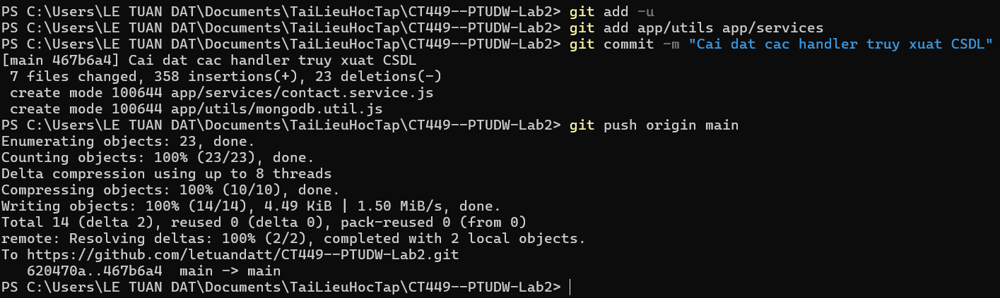 PS C:\Users\LE TUAN DAT\Documents\TaiLieuHocTap\CT449--PTUDW-Lab2> git add -u
PS C:\Users\LE TUAN DAT\Documents\TaiLieuHocTap\CT449--PTUDW-Lab2> git add app/utils app/services
PS C:\Users\LE TUAN DAT\Documents\TaiLieuHocTap\CT449--PTUDW-Lab2> git commit -m "Cai dat cac handler truy xuat CSDL"
[main 467b6a4] Cai dat cac handler truy xuat CSDL
 7 files changed, 358 insertions(+), 23 deletions(-)
 create mode 100644 app/services/contact.service.js
 create mode 100644 app/utils/mongodb.util.js
PS C:\Users\LE TUAN DAT\Documents\TaiLieuHocTap\CT449--PTUDW-Lab2> git push origin main
Enumerating objects: 23, done.
Counting objects: 100% (23/23), done.
Delta compression using up to 8 threads
Compressing objects: 100% (10/10), done.
Writing objects: 100% (14/14), 4.49 KiB | 1.50 MiB/s, done.
Total 14 (delta 2), reused 0 (delta 0), pack-reused 0 (from 0)
remote: Resolving deltas: 100% (2/2), completed with 2 local objects.
To https://github.com/letuandatt/CT449--PTUDW-Lab2.git
   620470a..467b6a4  main -> main
PS C:\Users\LE TUAN DAT\Documents\TaiLieuHocTap\CT449--PTUDW-Lab2>